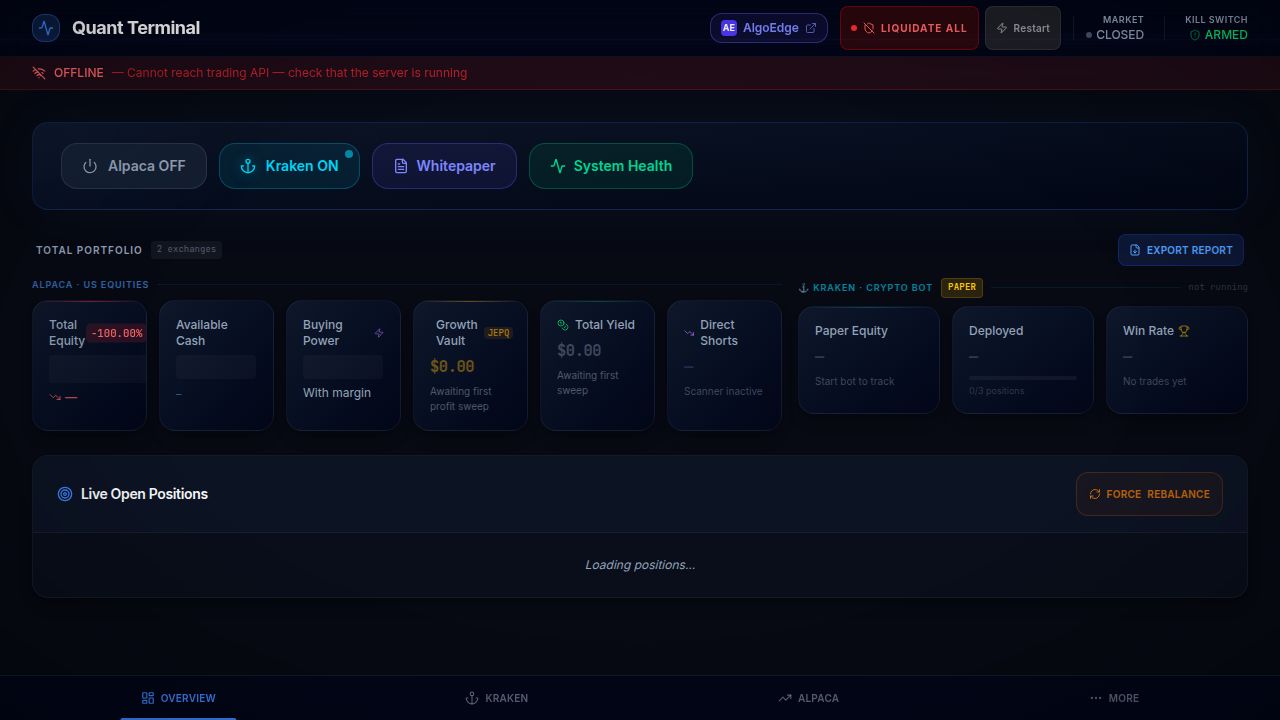 Quant Terminal
AE AlgoEdge
LIQUIDATE ALL
Restart
MARKET
CLOSED
KILL SWITCH
ARMED
OFFLINE — Cannot reach trading API — check that the server is running
Alpaca OFF
Kraken ON
Whitepaper
System Health
TOTAL PORTFOLIO 2 exchanges
EXPORT REPORT
ALPACA · US EQUITIES
KRAKEN · CRYPTO BOT PAPER not running
Total
Equity
-100.00%
—
Available
Cash
—
Buying
Power
With margin
Growth
Vault
JEPQ
$0.00
Awaiting first
profit sweep
Total Yield
$0.00
Awaiting first
sweep
Direct
Shorts
—
Scanner inactive
Paper Equity
—
Start bot to track
Deployed
—
0/3 positions
Win Rate
—
No trades yet
Live Open Positions
FORCE REBALANCE
Loading positions...
OVERVIEW
KRAKEN
ALPACA
MORE